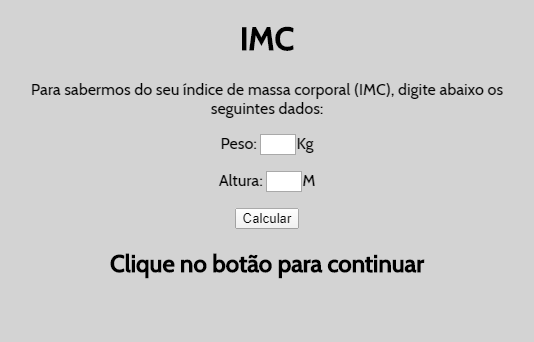 IMC
Para sabermos do seu índice de massa corporal (IMC), digite abaixo os
seguintes dados:
Peso: Kg
Altura: M
Calcular
Clique no botão para continuar